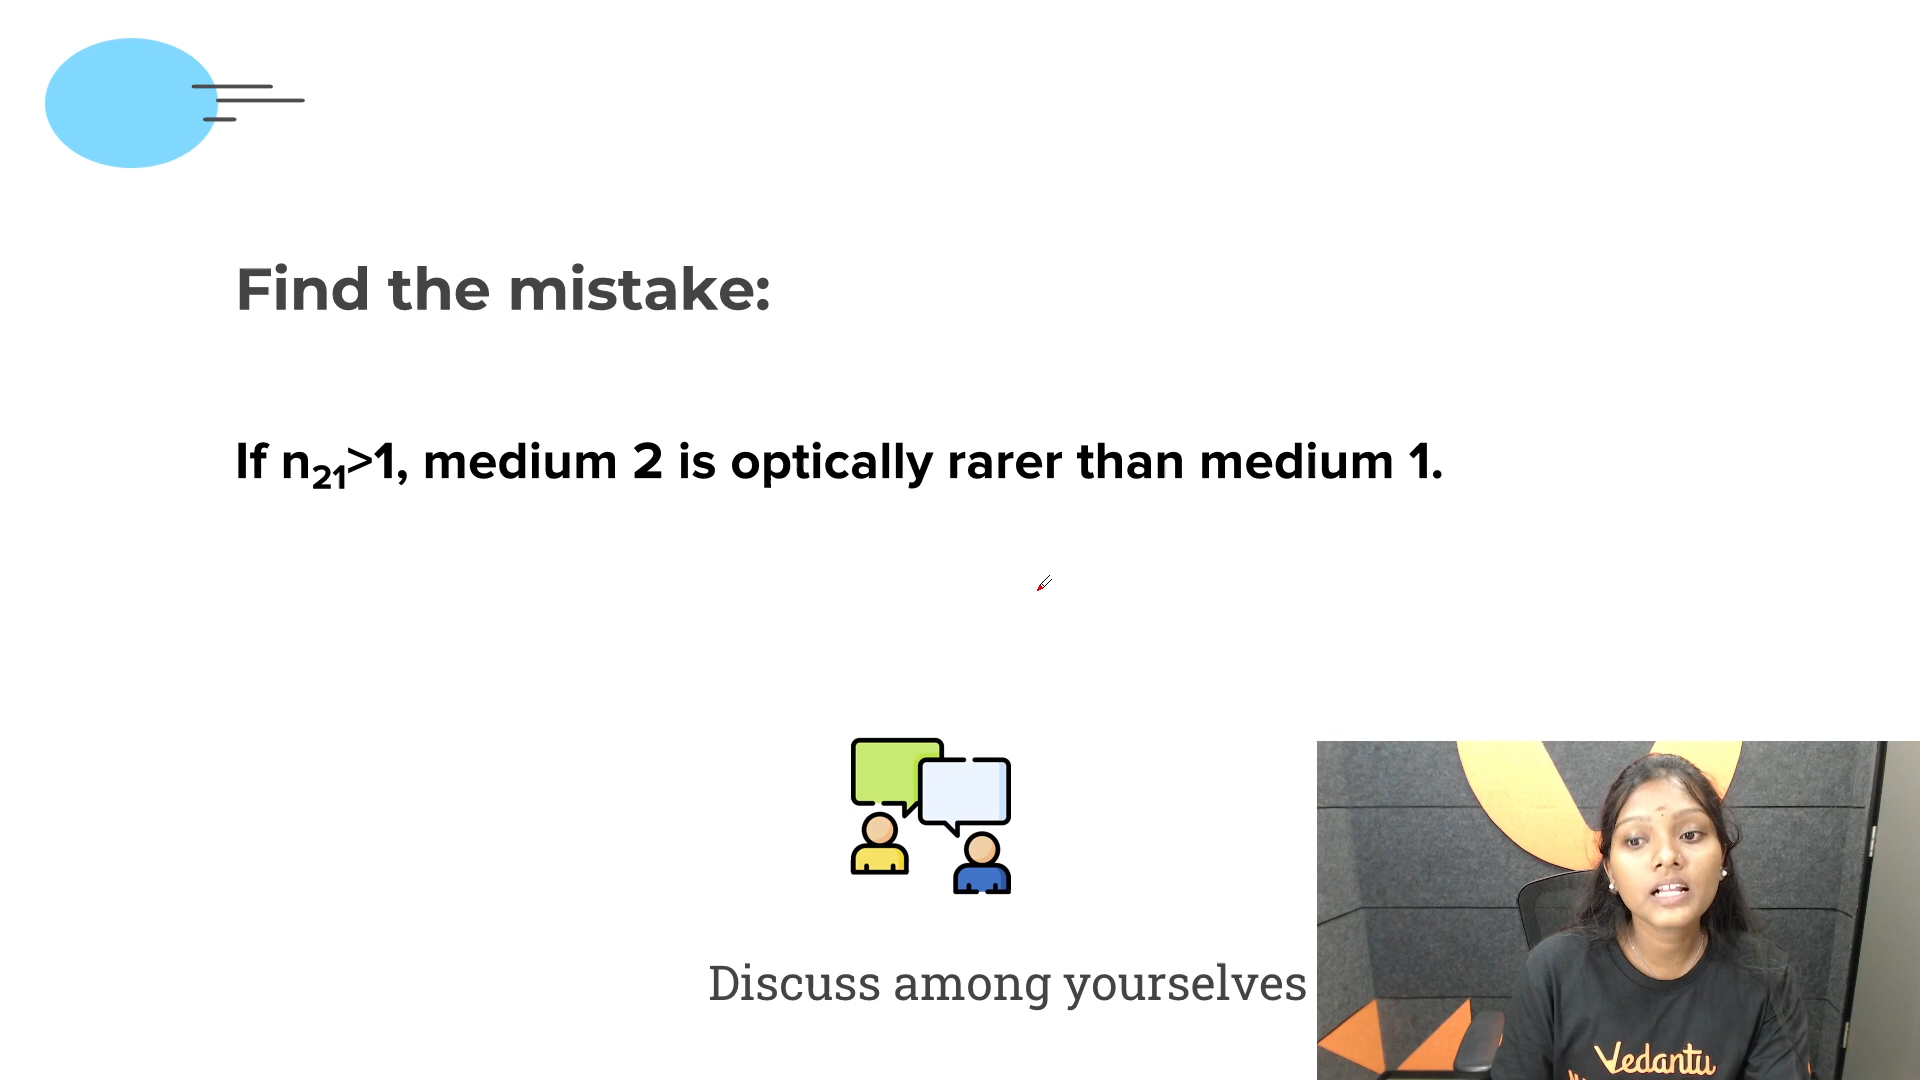 Find the mistake:
If n₂₁>1, medium 2 is optically rarer than medium 1.
Discuss among yourselves
Vedantu